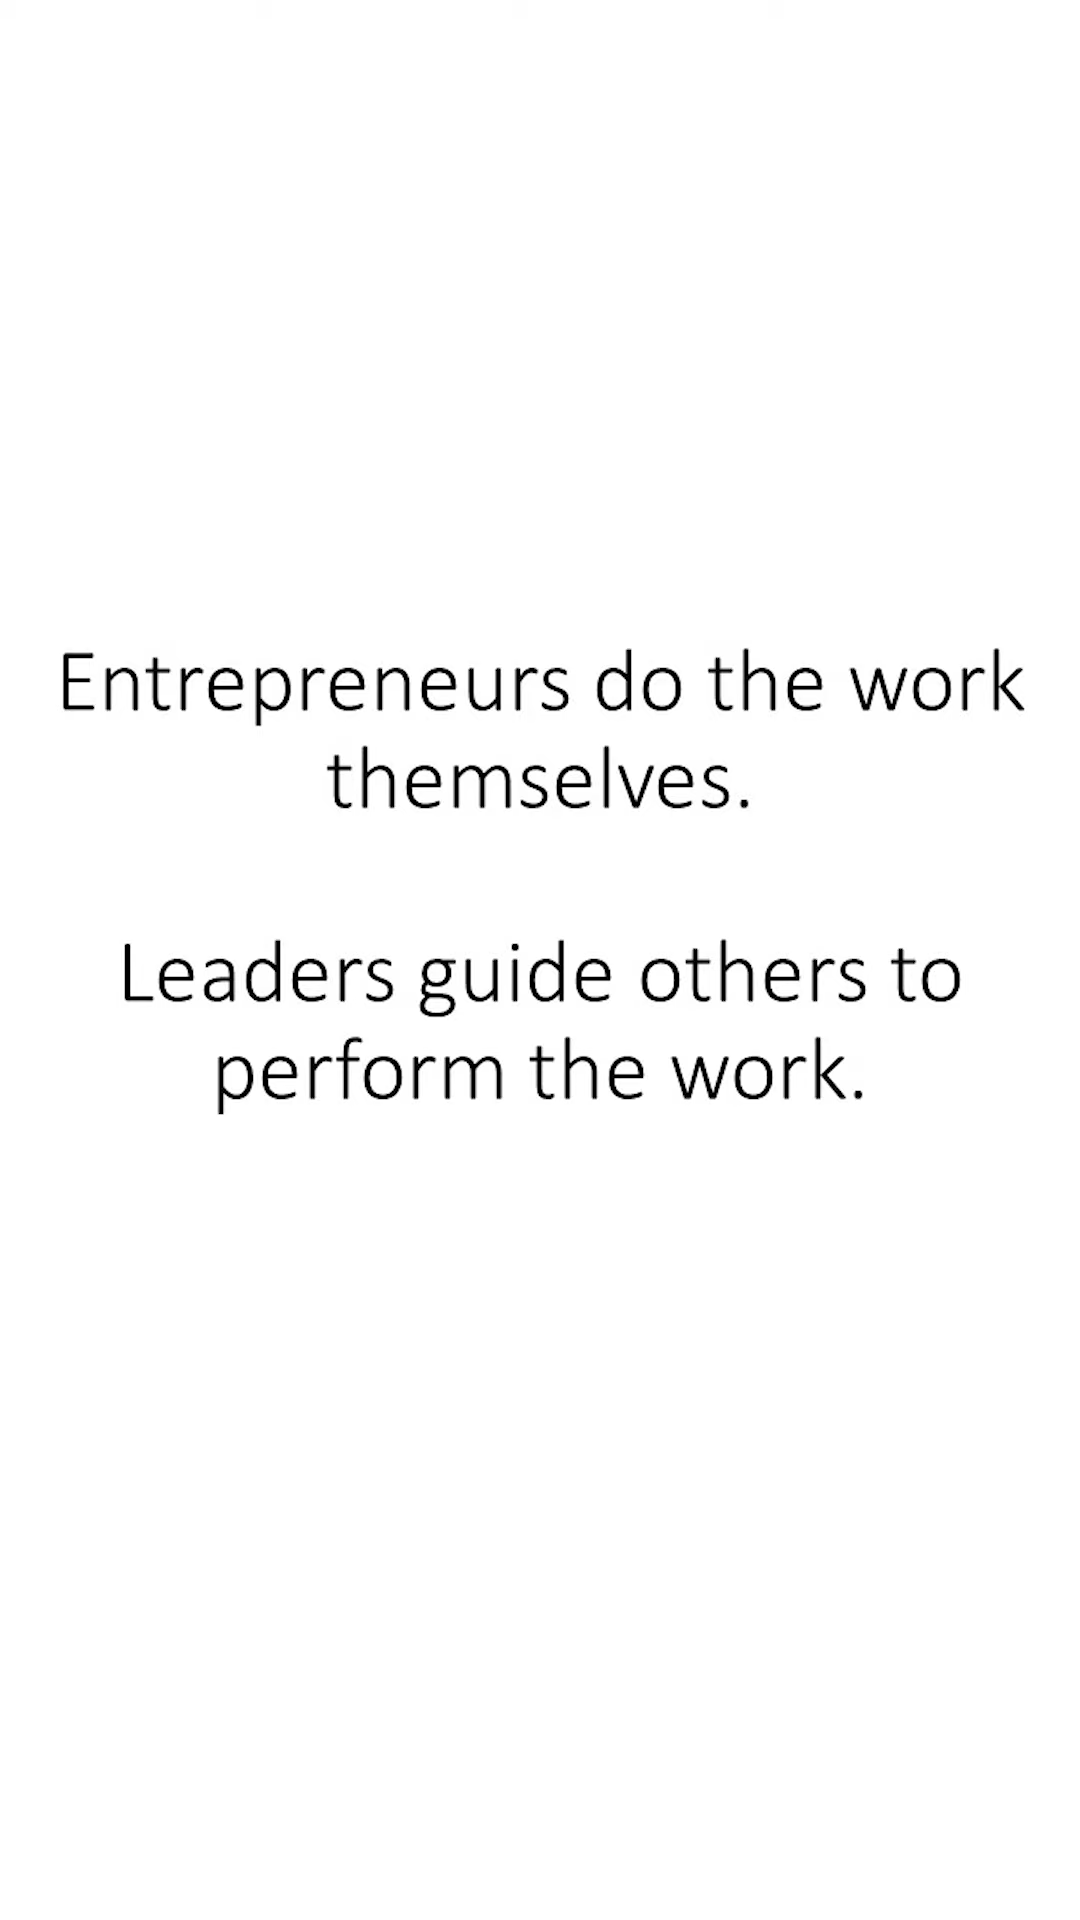 Entrepreneurs do the work
themselves.
Leaders guide others to
perform the work.